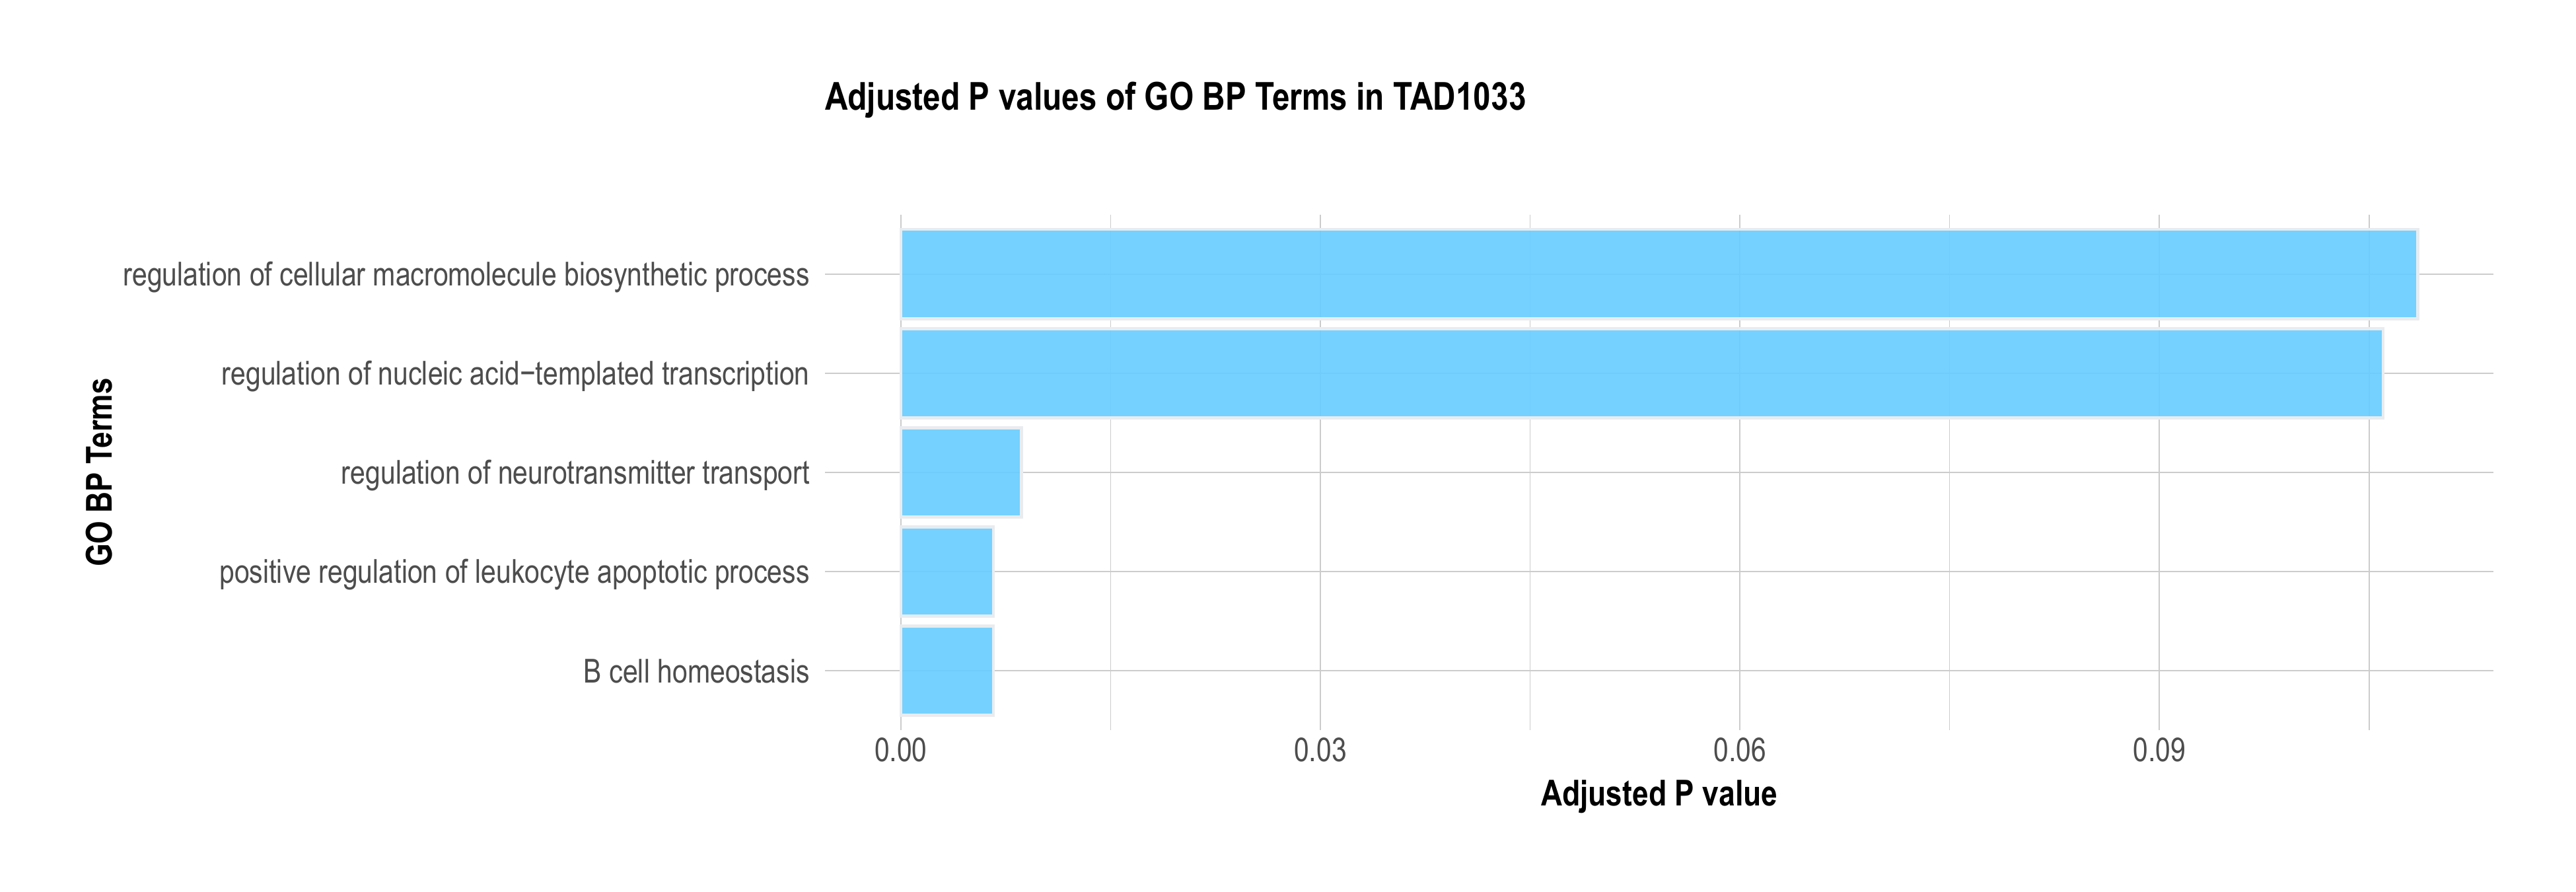 Adjusted P values of GO BP Terms in TAD1033
regulation of cellular macromolecule biosynthetic process
regulation of nucleic acid−templated transcription
regulation of neurotransmitter transport
positive regulation of leukocyte apoptotic process
B cell homeostasis
GO BP Terms
0.00 0.03 0.06 0.09
Adjusted P value